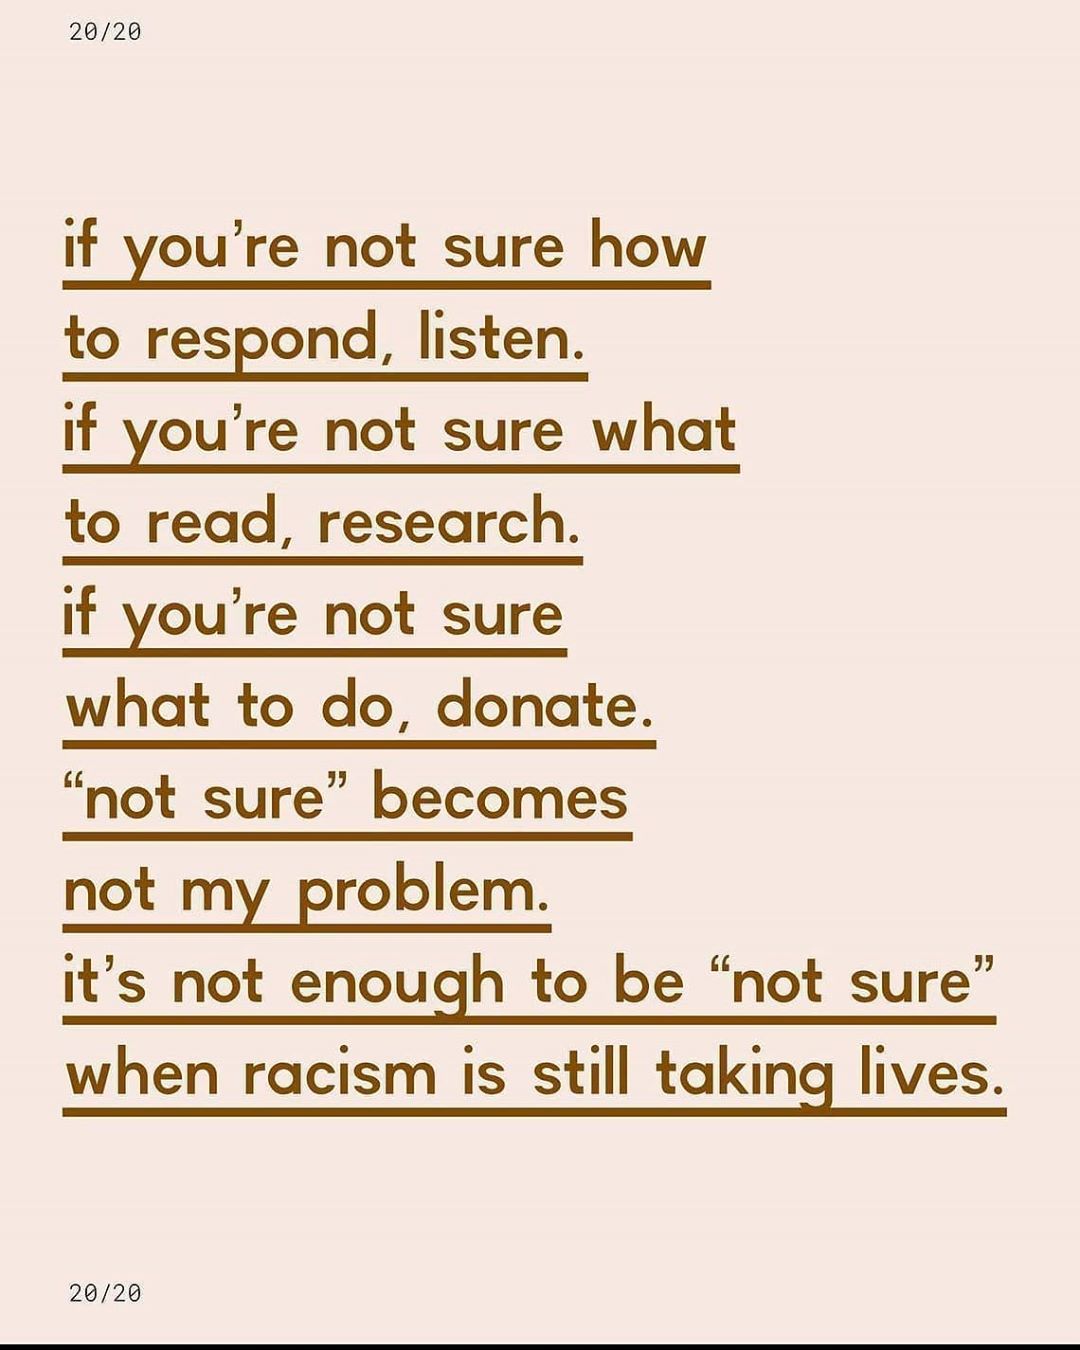 20/20
if you’re not sure how
to respond, listen.
if you’re not sure what
to read, research.
if you’re not sure
what to do, donate.
“not sure” becomes
not my problem.
it’s not enough to be “not sure”
when racism is still taking lives.
20/20